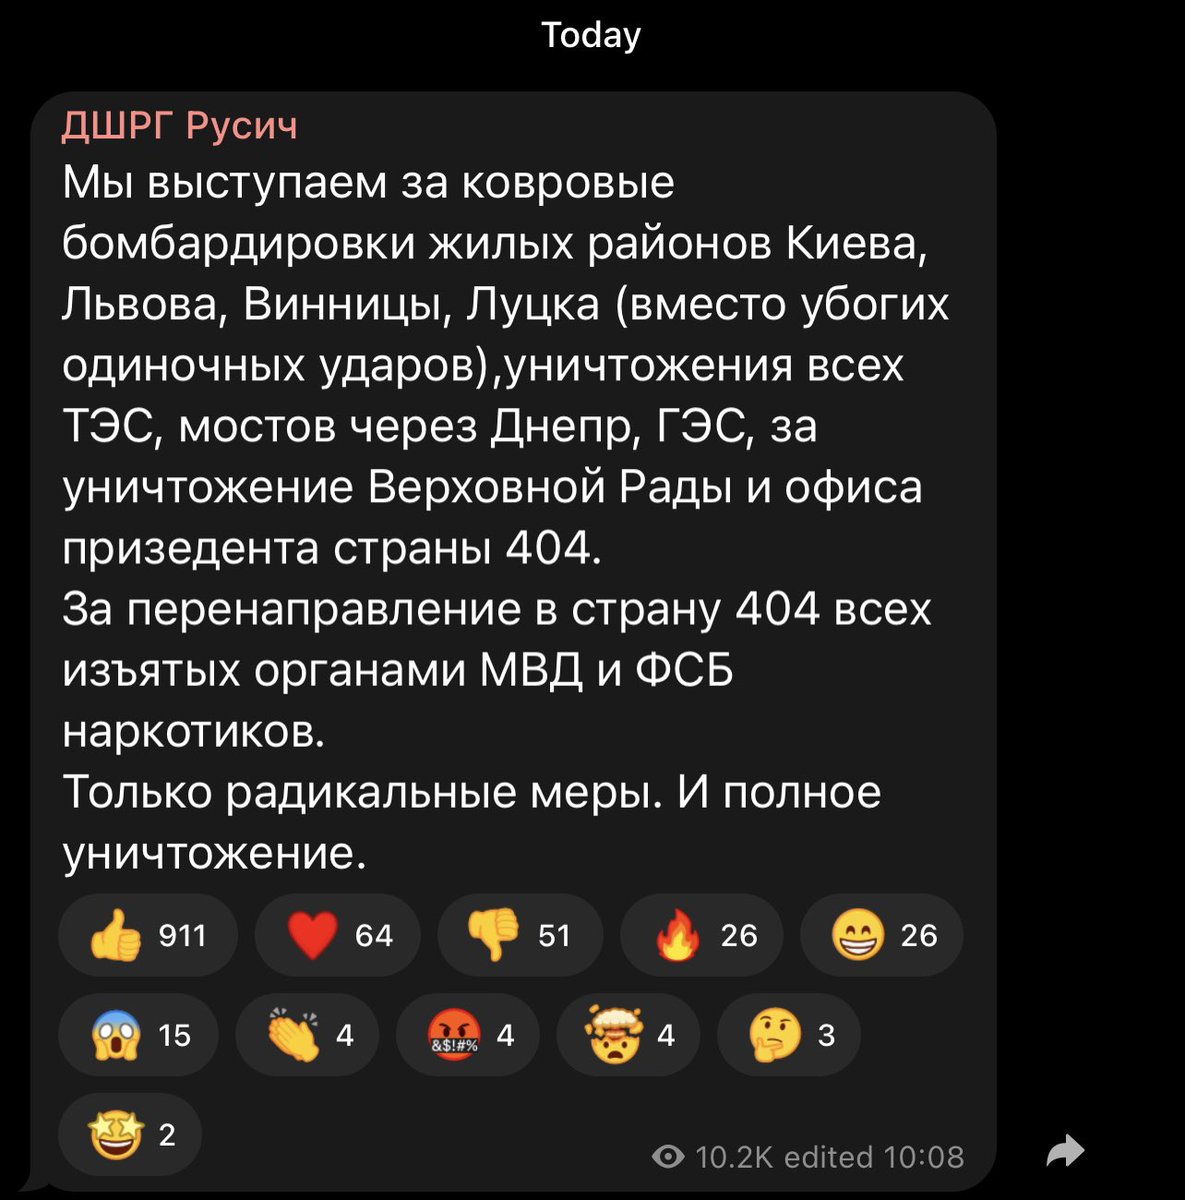 Today
ДШРГ Русич
Мы выступаем за ковровые
бомбардировки жилых районов Киева,
Львова, Винницы, Луцка (вместо убогих
одиночных ударов),уничтожения всех
ТЭС, мостов через Днепр, ГЭС, за
уничтожение Верховной Рады и офиса
призедента страны 404.
За перенаправление в страну 404 всех
изъятых органами МВД и ФСБ
наркотиков.
Только радикальные меры. И полное
уничтожение.
911 64 51 26 26
15 4 &$!#% 4 4 3
2
10.2K edited 10:08